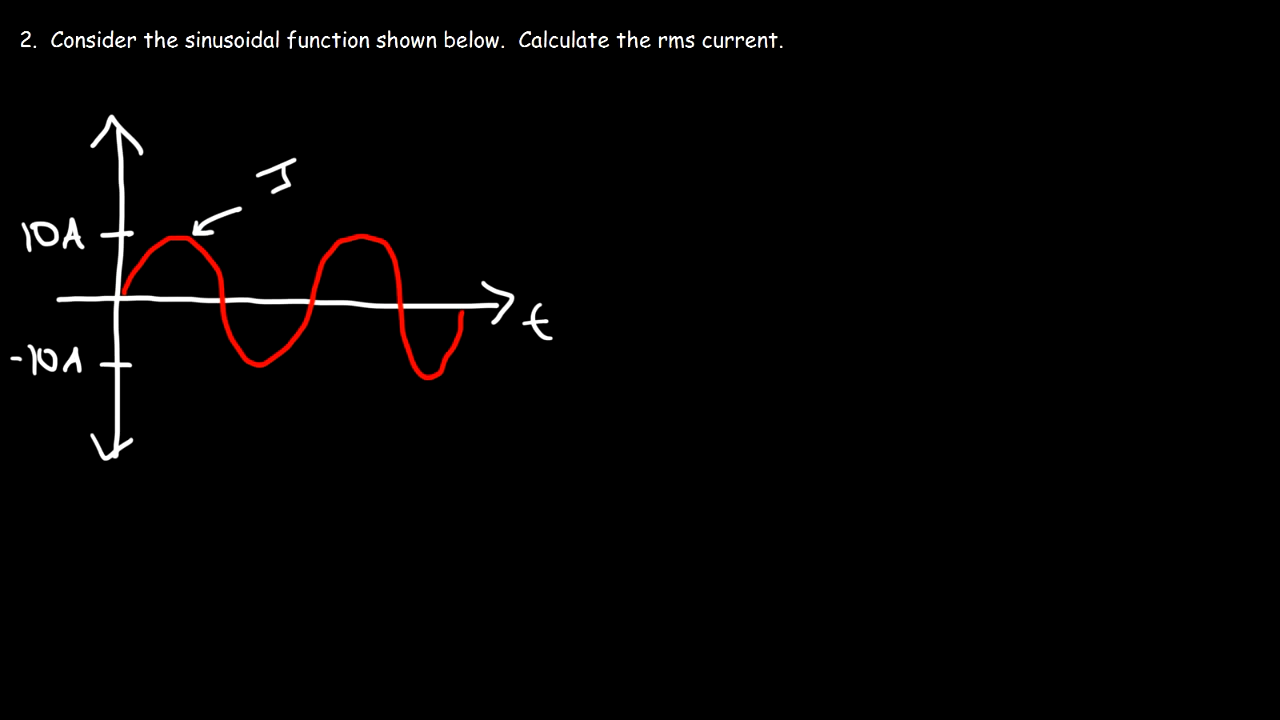 2. Consider the sinusoidal function shown below. Calculate the rms current.
I
10A
t
-10A